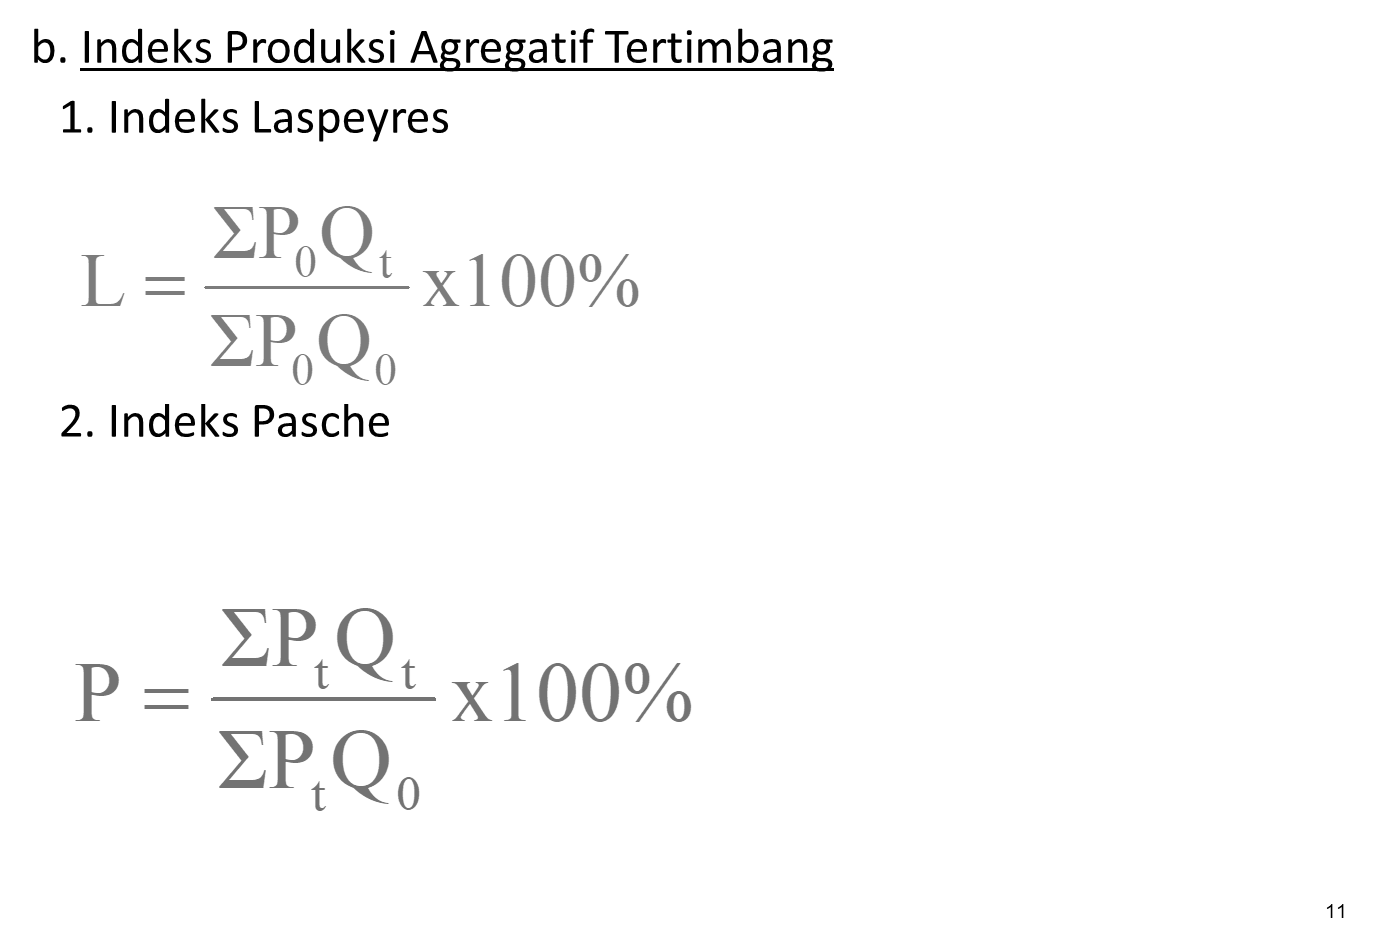 b. Indeks Produksi Agregatif Tertimbang
1. Indeks Laspeyres
L = ΣP₀Qₜ / ΣP₀Q₀ x100%
2. Indeks Pasche
P = ΣPₜQₜ / ΣPₜQ₀ x100%
11